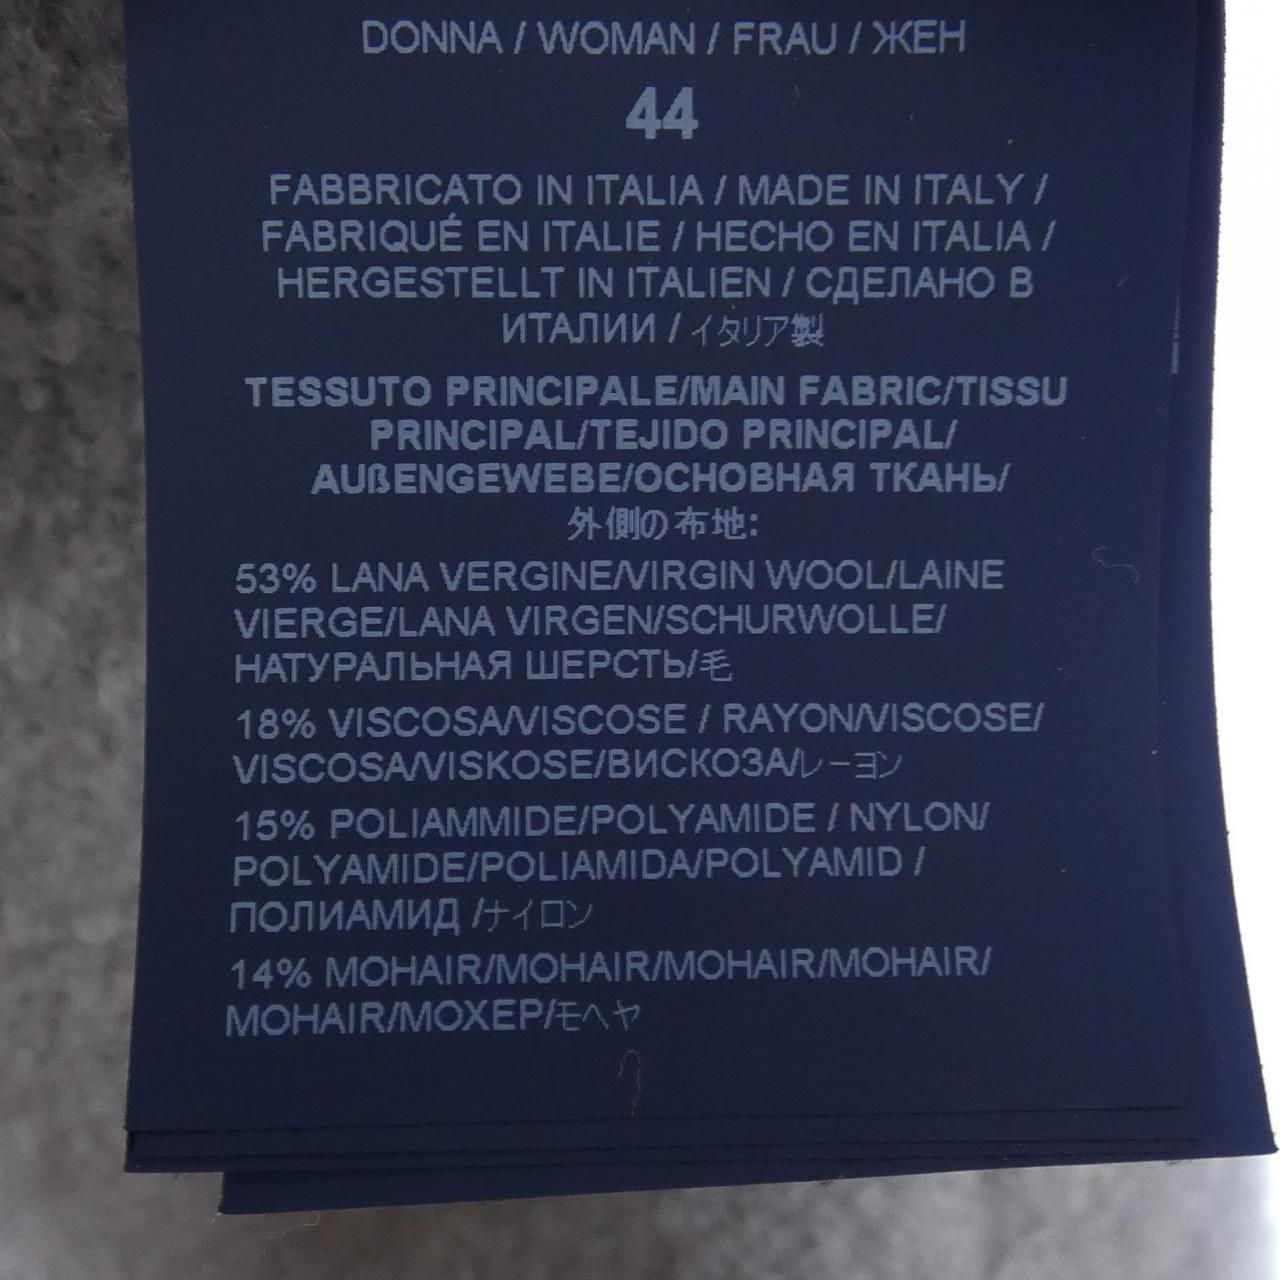 DONNA / WOMAN / FRAU / ЖЕН
44
FABBRICATO IN ITALIA / MADE IN ITALY /
FABRIQUÉ EN ITALIE / HECHO EN ITALIA /
HERGESTELLT IN ITALIEN / СДЕЛАНО В
ИТАЛИИ / イタリア製
TESSUTO PRINCIPALE/MAIN FABRIC/TISSU
PRINCIPAL/TEJIDO PRINCIPAL/
AUßENGEWEBE/ОСНОВНАЯ ТКАНЬ/
外側の布地:
53% LANA VERGINE/VIRGIN WOOL/LAINE
VIERGE/LANA VIRGEN/SCHURWOLLE/
НАТУРАЛЬНАЯ ШЕРСТЬ/毛
18% VISCOSA/VISCOSE / RAYON/VISCOSE/
VISCOSA/VISKOSE/ВИСКОЗА/レーヨン
15% POLIAMMIDE/POLYAMIDE / NYLON/
POLYAMIDE/POLIAMIDA/POLYAMID /
ПОЛИАМИД /ナイロン
14% MOHAIR/MOHAIR/MOHAIR/MOHAIR/
MOHAIR/МОХЕР/モヘヤ